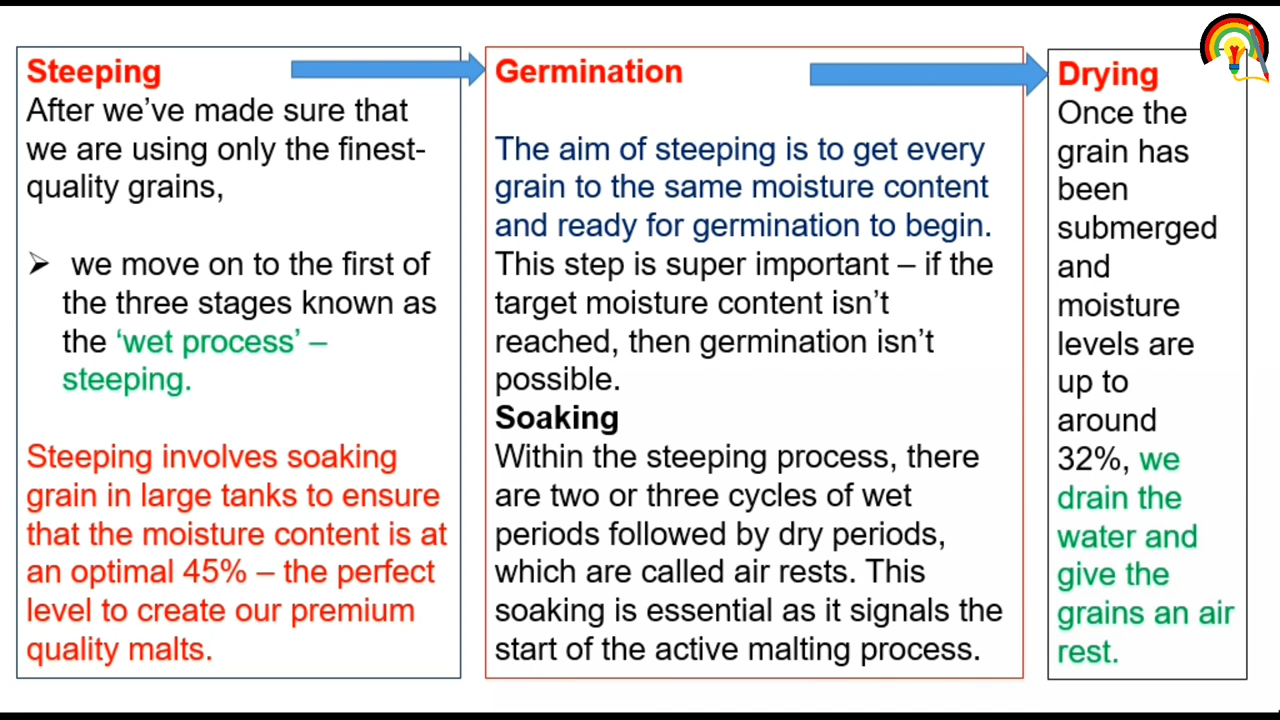 Steeping
After we’ve made sure that
we are using only the finest-
quality grains,
➢ we move on to the first of
the three stages known as
the ‘wet process’ –
steeping.
Steeping involves soaking
grain in large tanks to ensure
that the moisture content is at
an optimal 45% – the perfect
level to create our premium
quality malts.
Germination
The aim of steeping is to get every
grain to the same moisture content
and ready for germination to begin.
This step is super important – if the
target moisture content isn’t
reached, then germination isn’t
possible.
Soaking
Within the steeping process, there
are two or three cycles of wet
periods followed by dry periods,
which are called air rests. This
soaking is essential as it signals the
start of the active malting process.
Drying
Once the
grain has
been
submerged
and
moisture
levels are
up to
around
32%, we
drain the
water and
give the
grains an air
rest.